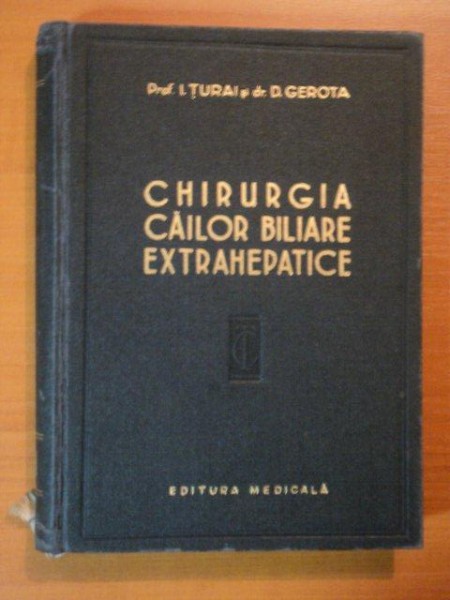 Prof. I. ȚURAI și dr. D. GEROTA
CHIRURGIA
CĂILOR BILIARE
EXTRAHEPATICE
EDITURA MEDICALĂ